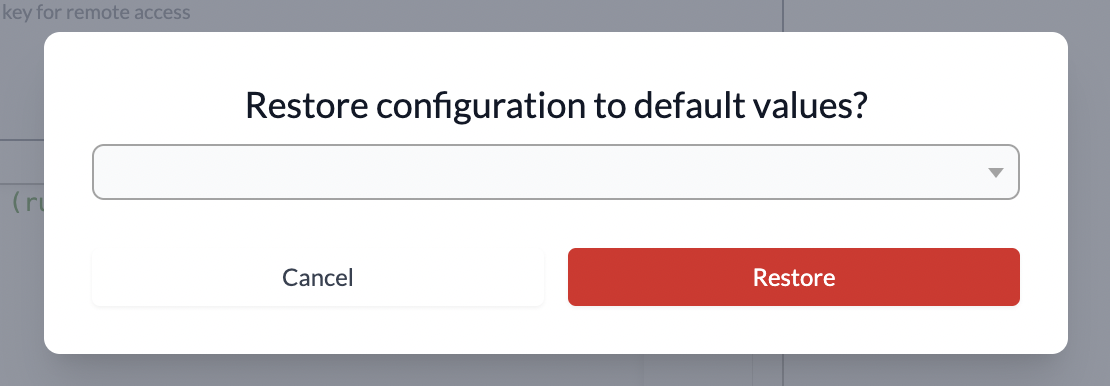 key for remote access
Restore configuration to default values?
(ru
Cancel
Restore